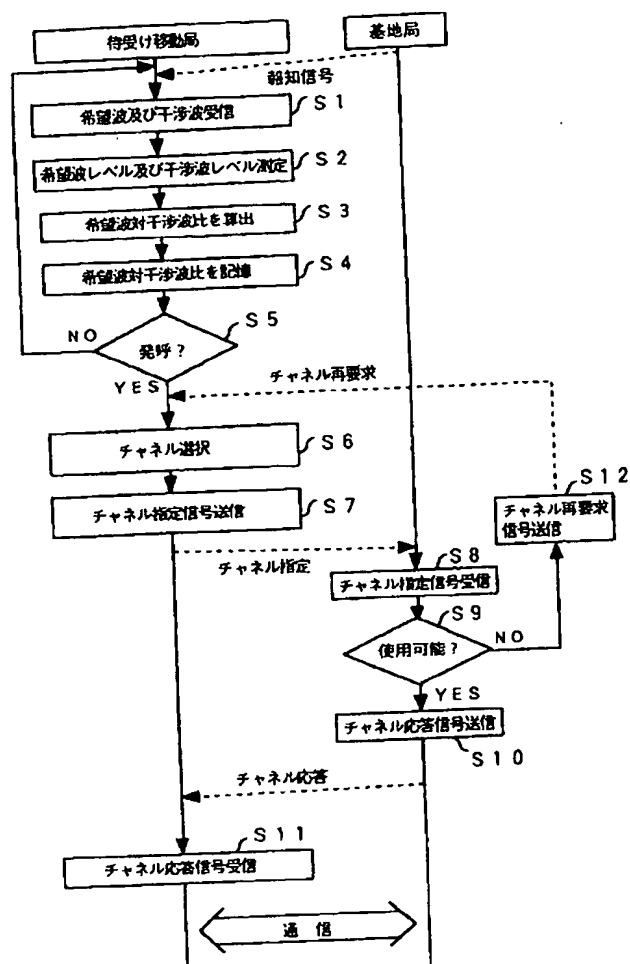 待受け移動局
基地局
報知信号
希望波及び干渉波受信
S1
希望波レベル及び干渉波レベル測定
S2
希望波対干渉波比を算出
S3
希望波対干渉波比を記憶
S4
発呼?
S5
NO
YES
チャネル再要求
チャネル選択
S6
チャネル指定信号送信
S7
S12
チャネル再要求
信号送信
チャネル指定
S8
チャネル指定信号受信
S9
使用可能?
NO
YES
チャネル応答信号送信
S10
チャネル応答
S11
チャネル応答信号受信
通信